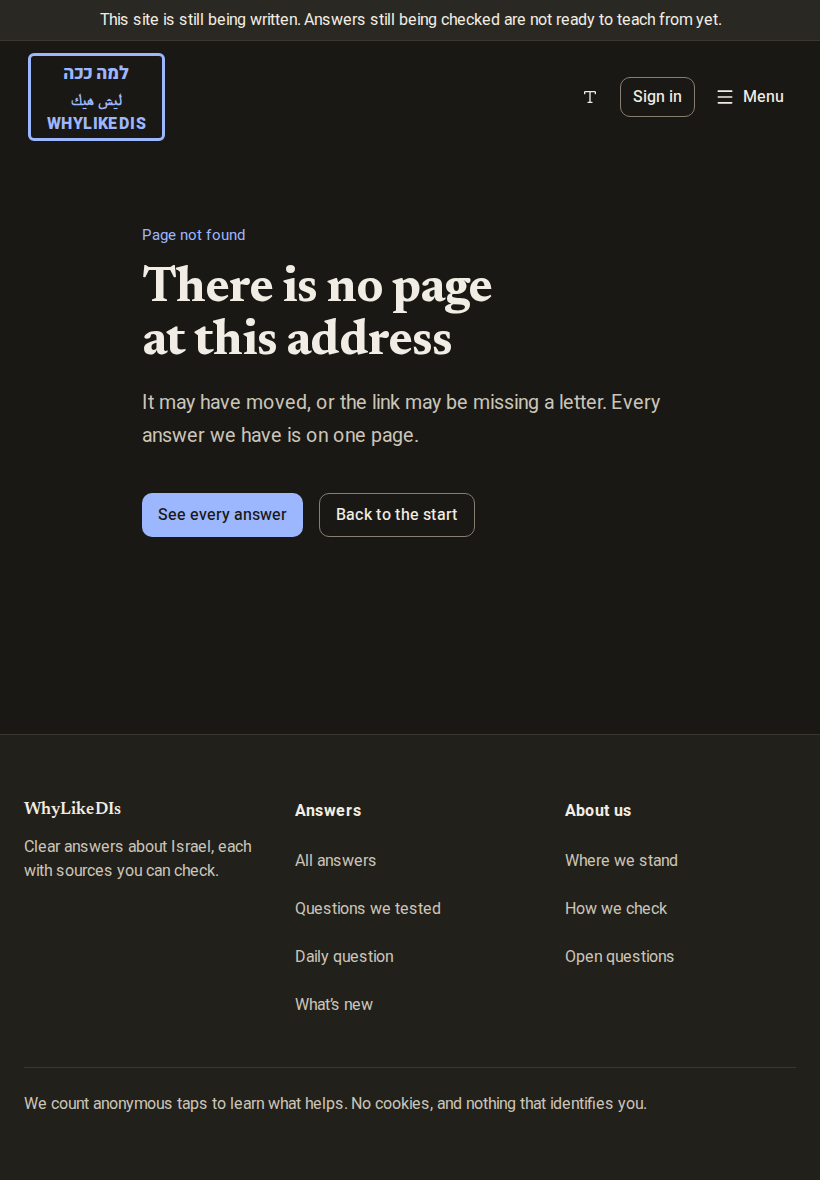 This site is still being written. Answers still being checked are not ready to teach from yet.
למה ככה
ليش هيك
WHYLIKEDIS
T
Sign in
Menu
Page not found
There is no page
at this address
It may have moved, or the link may be missing a letter. Every
answer we have is on one page.
See every answer
Back to the start
WhyLikeDIs
Clear answers about Israel, each
with sources you can check.
Answers
All answers
Questions we tested
Daily question
What's new
About us
Where we stand
How we check
Open questions
We count anonymous taps to learn what helps. No cookies, and nothing that identifies you.